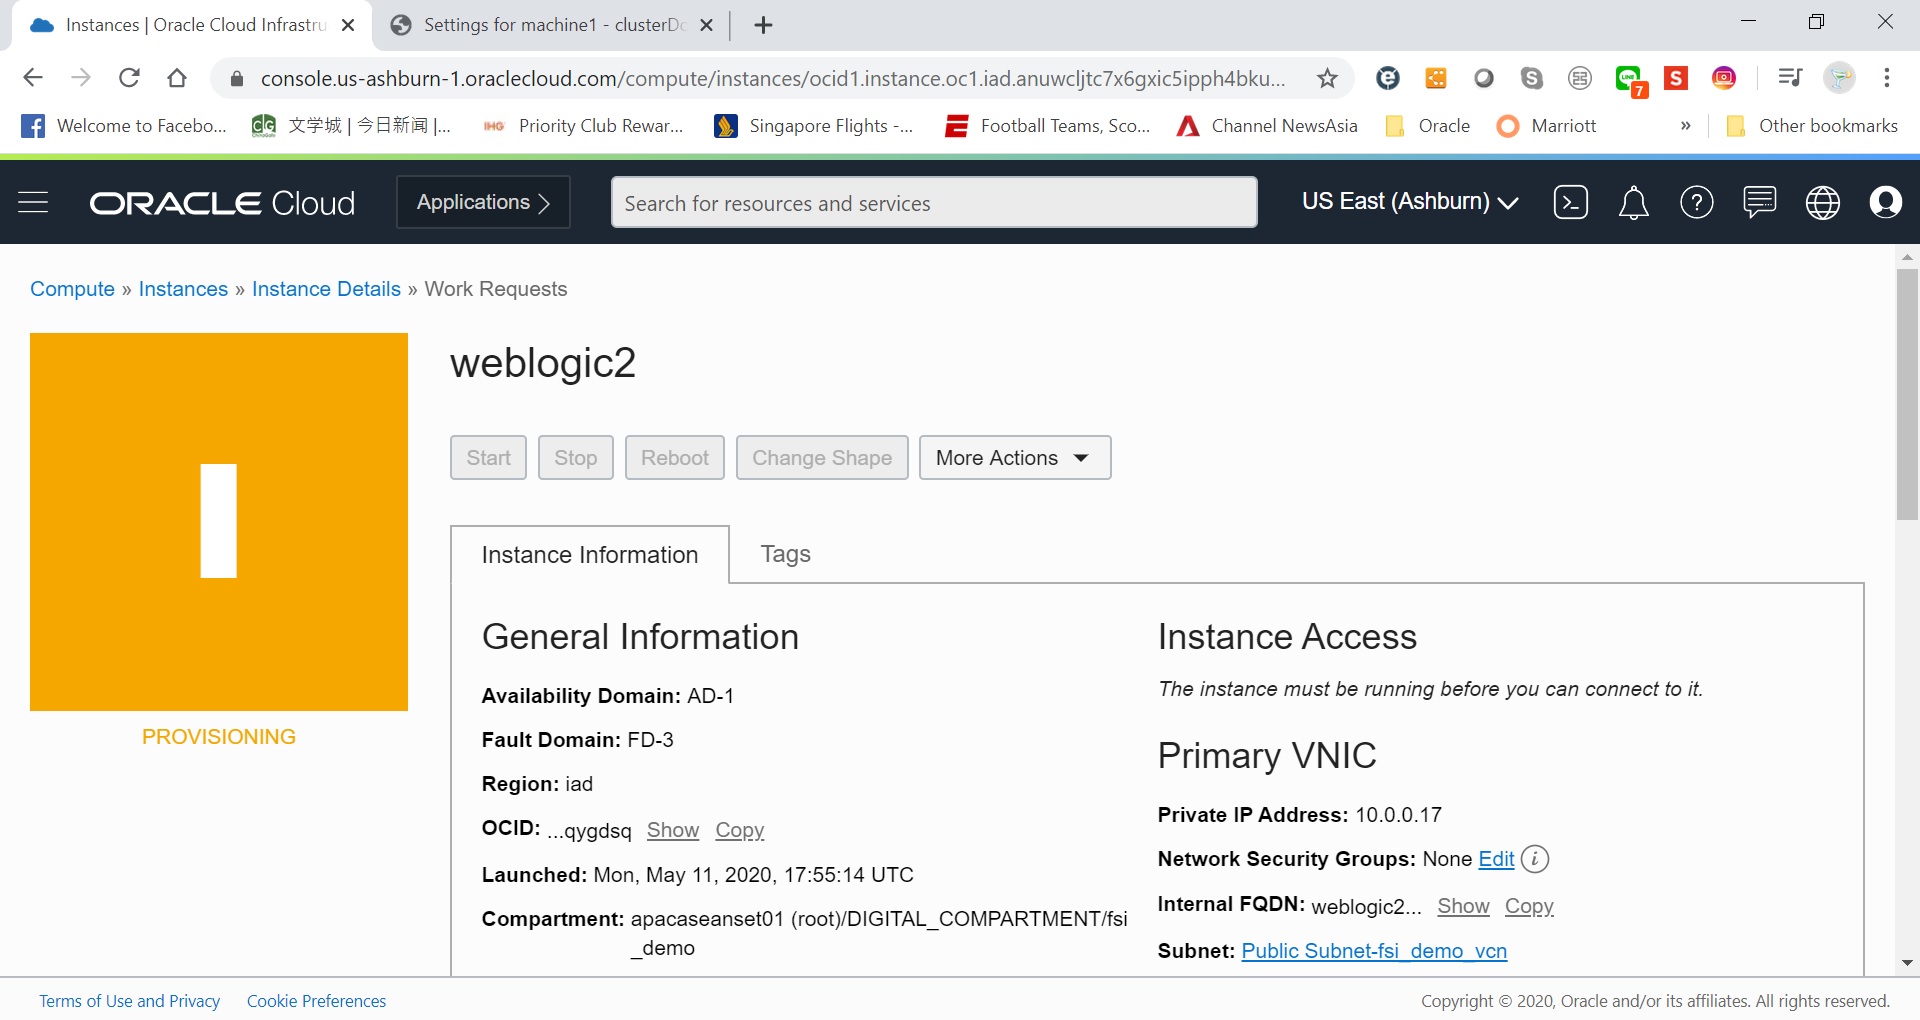 Instances | Oracle Cloud Infrastru
Settings for machine1 - clusterDo
console.us-ashburn-1.oraclecloud.com/compute/instances/ocid1.instance.oc1.iad.anuwcljtc7x6gxic5ipph4bku...
7
Welcome to Facebo...
文学城 | 今日新闻 |...
IHG Priority Club Rewar...
Singapore Flights -...
Football Teams, Sco...
Channel NewsAsia
Oracle
Marriott
»
Other bookmarks
ORACLE Cloud
Applications
Search for resources and services
US East (Ashburn)
Compute » Instances » Instance Details » Work Requests
PROVISIONING
weblogic2
Start Stop Reboot Change Shape More Actions
Instance Information Tags
General Information
Availability Domain: AD-1
Fault Domain: FD-3
Region: iad
OCID: ...qygdsq Show Copy
Launched: Mon, May 11, 2020, 17:55:14 UTC
Compartment: apacaseanset01 (root)/DIGITAL_COMPARTMENT/fsi
_demo
Instance Access
The instance must be running before you can connect to it.
Primary VNIC
Private IP Address: 10.0.0.17
Network Security Groups: None Edit
Internal FQDN: weblogic2... Show Copy
Subnet: Public Subnet-fsi_demo_vcn
Terms of Use and Privacy Cookie Preferences
Copyright © 2020, Oracle and/or its affiliates. All rights reserved.